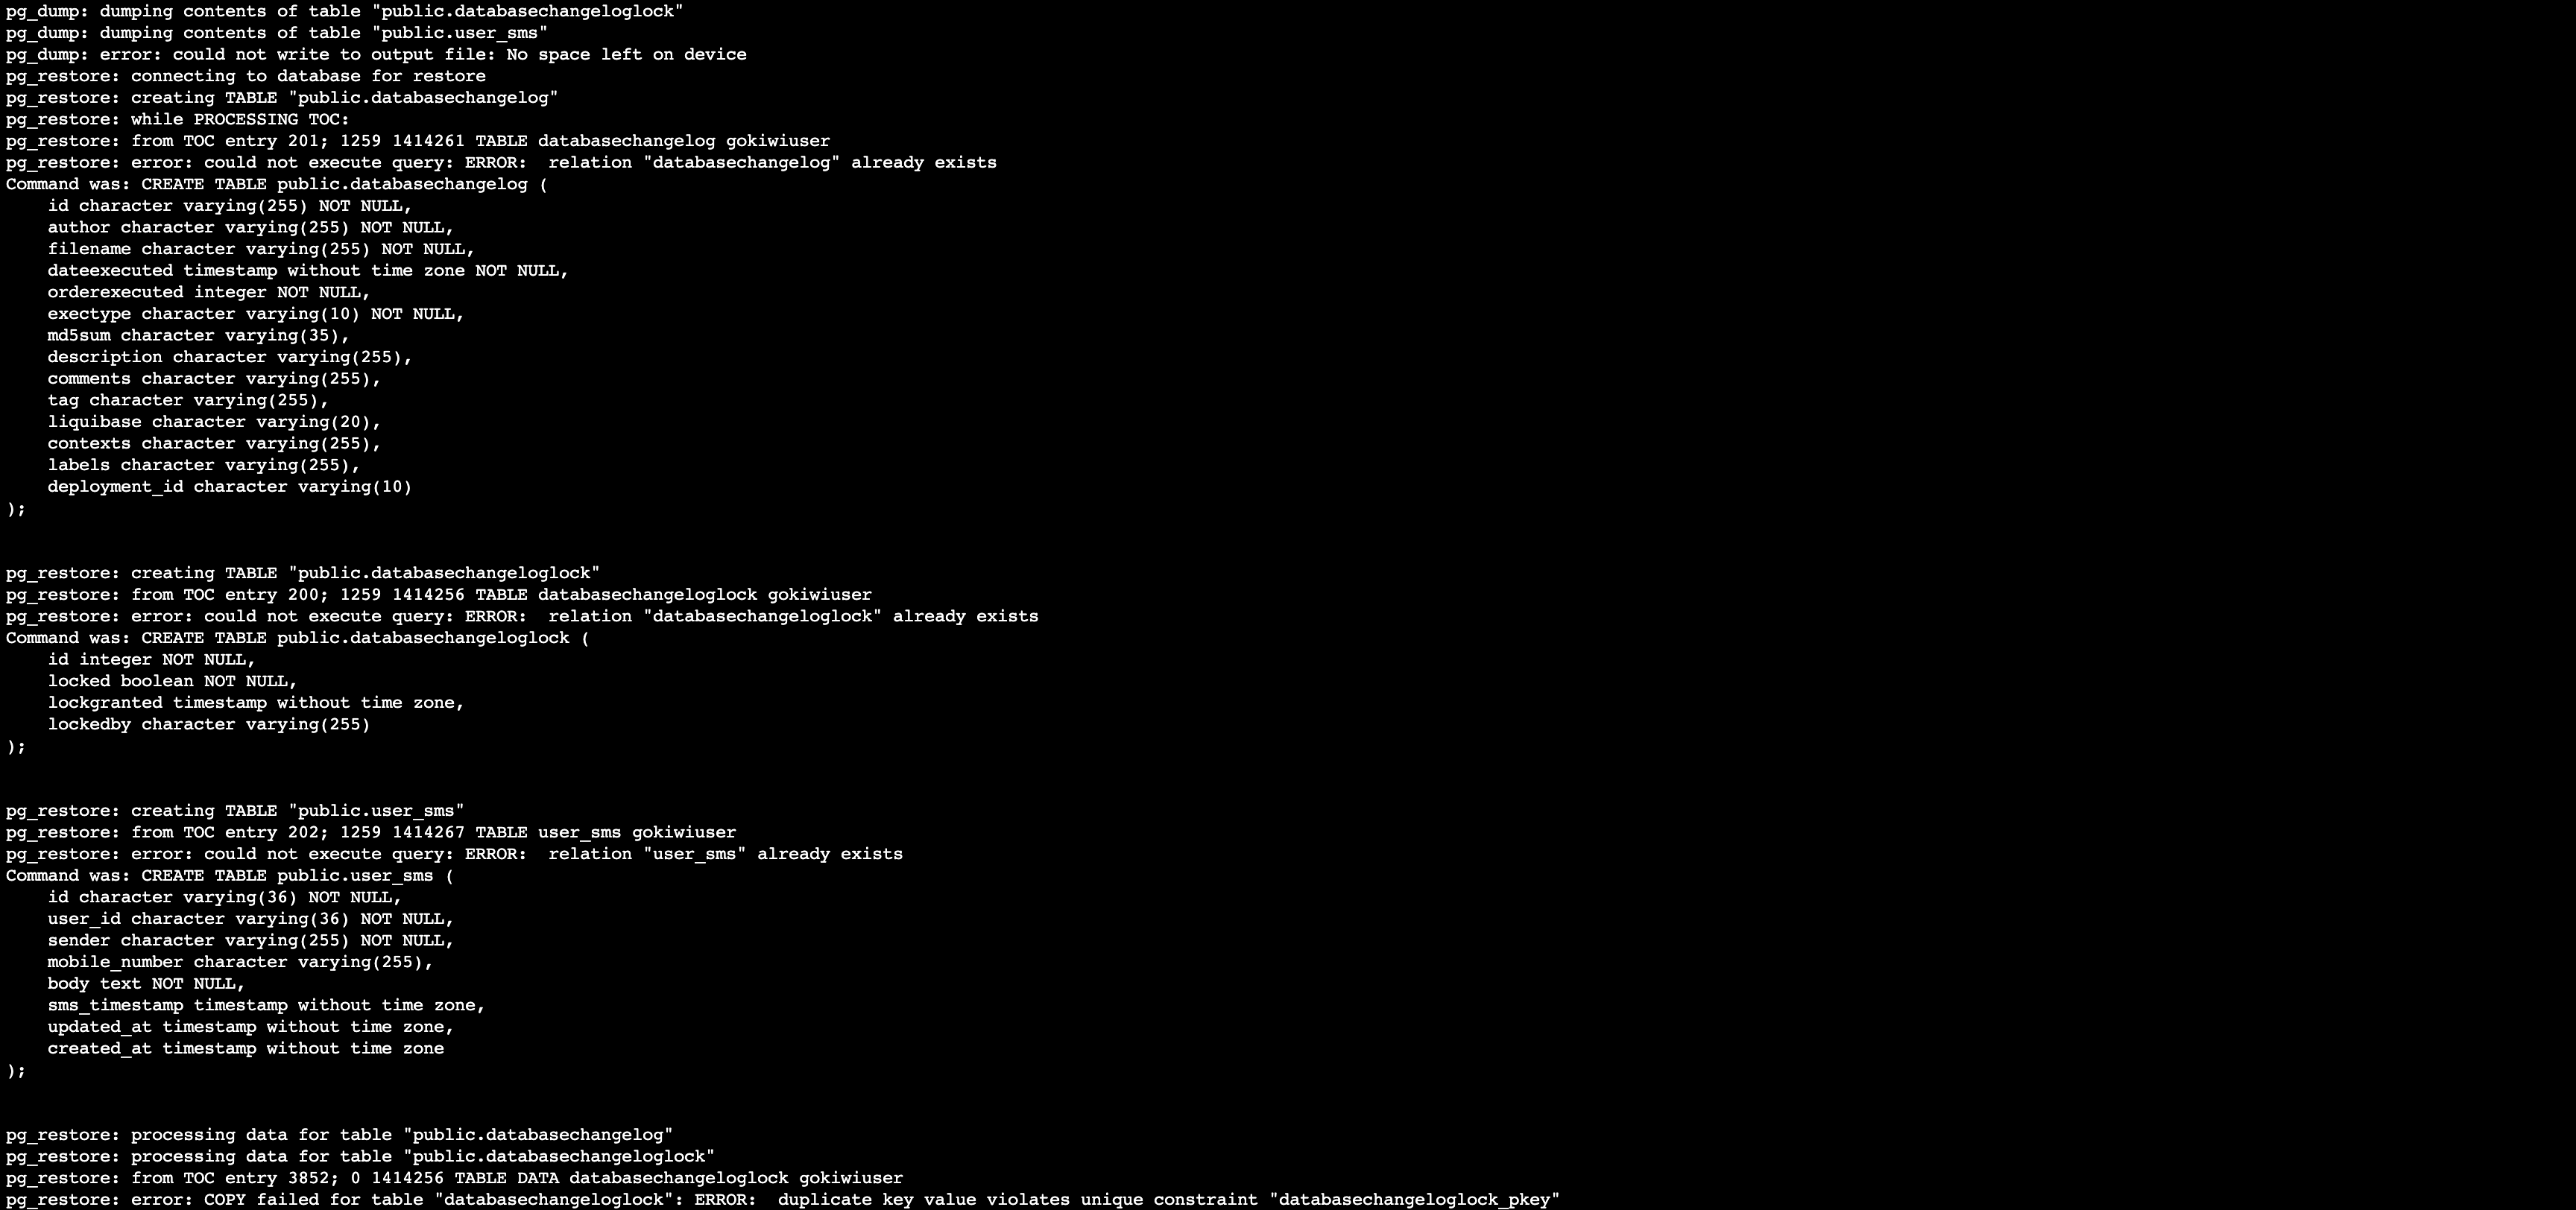 pg_dump: dumping contents of table "public.databasechangeloglock"
pg_dump: dumping contents of table "public.user_sms"
pg_dump: error: could not write to output file: No space left on device
pg_restore: connecting to database for restore
pg_restore: creating TABLE "public.databasechangelog"
pg_restore: while PROCESSING TOC:
pg_restore: from TOC entry 201; 1259 1414261 TABLE databasechangelog gokiwiuser
pg_restore: error: could not execute query: ERROR:  relation "databasechangelog" already exists
Command was: CREATE TABLE public.databasechangelog (
    id character varying(255) NOT NULL,
    author character varying(255) NOT NULL,
    filename character varying(255) NOT NULL,
    dateexecuted timestamp without time zone NOT NULL,
    orderexecuted integer NOT NULL,
    exectype character varying(10) NOT NULL,
    md5sum character varying(35),
    description character varying(255),
    comments character varying(255),
    tag character varying(255),
    liquibase character varying(20),
    contexts character varying(255),
    labels character varying(255),
    deployment_id character varying(10)
);
pg_restore: creating TABLE "public.databasechangeloglock"
pg_restore: from TOC entry 200; 1259 1414256 TABLE databasechangeloglock gokiwiuser
pg_restore: error: could not execute query: ERROR:  relation "databasechangeloglock" already exists
Command was: CREATE TABLE public.databasechangeloglock (
    id integer NOT NULL,
    locked boolean NOT NULL,
    lockgranted timestamp without time zone,
    lockedby character varying(255)
);
pg_restore: creating TABLE "public.user_sms"
pg_restore: from TOC entry 202; 1259 1414267 TABLE user_sms gokiwiuser
pg_restore: error: could not execute query: ERROR:  relation "user_sms" already exists
Command was: CREATE TABLE public.user_sms (
    id character varying(36) NOT NULL,
    user_id character varying(36) NOT NULL,
    sender character varying(255) NOT NULL,
    mobile_number character varying(255),
    body text NOT NULL,
    sms_timestamp timestamp without time zone,
    updated_at timestamp without time zone,
    created_at timestamp without time zone
);
pg_restore: processing data for table "public.databasechangelog"
pg_restore: processing data for table "public.databasechangeloglock"
pg_restore: from TOC entry 3852; 0 1414256 TABLE DATA databasechangeloglock gokiwiuser
pg_restore: error: COPY failed for table "databasechangeloglock": ERROR:  duplicate key value violates unique constraint "databasechangeloglock_pkey"